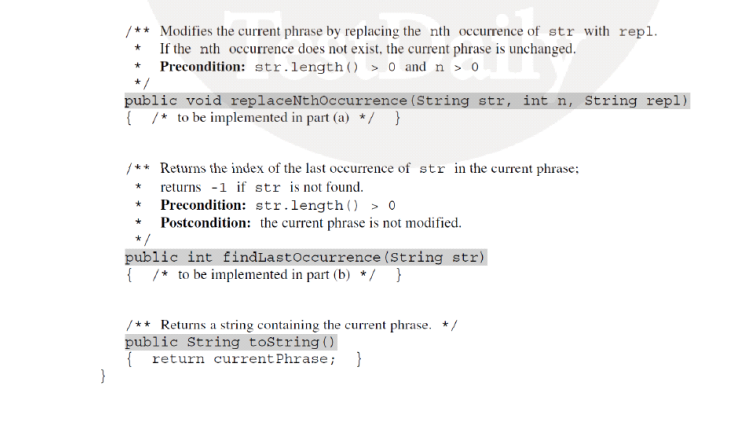 /** Modifies the current phrase by replacing the nth occurrence of str with repl.
* If the nth occurrence does not exist, the current phrase is unchanged.
* Precondition: str.length() > 0 and n > 0
*/
public void replaceNthOccurrence(String str, int n, String repl)
{ /* to be implemented in part (a) */ }
/** Returns the index of the last occurrence of str in the current phrase;
* returns -1 if str is not found.
* Precondition: str.length() > 0
* Postcondition: the current phrase is not modified.
*/
public int findLastOccurrence(String str)
{ /* to be implemented in part (b) */ }
/** Returns a string containing the current phrase. */
public String toString()
{ return currentPhrase; }
}
TestDaily